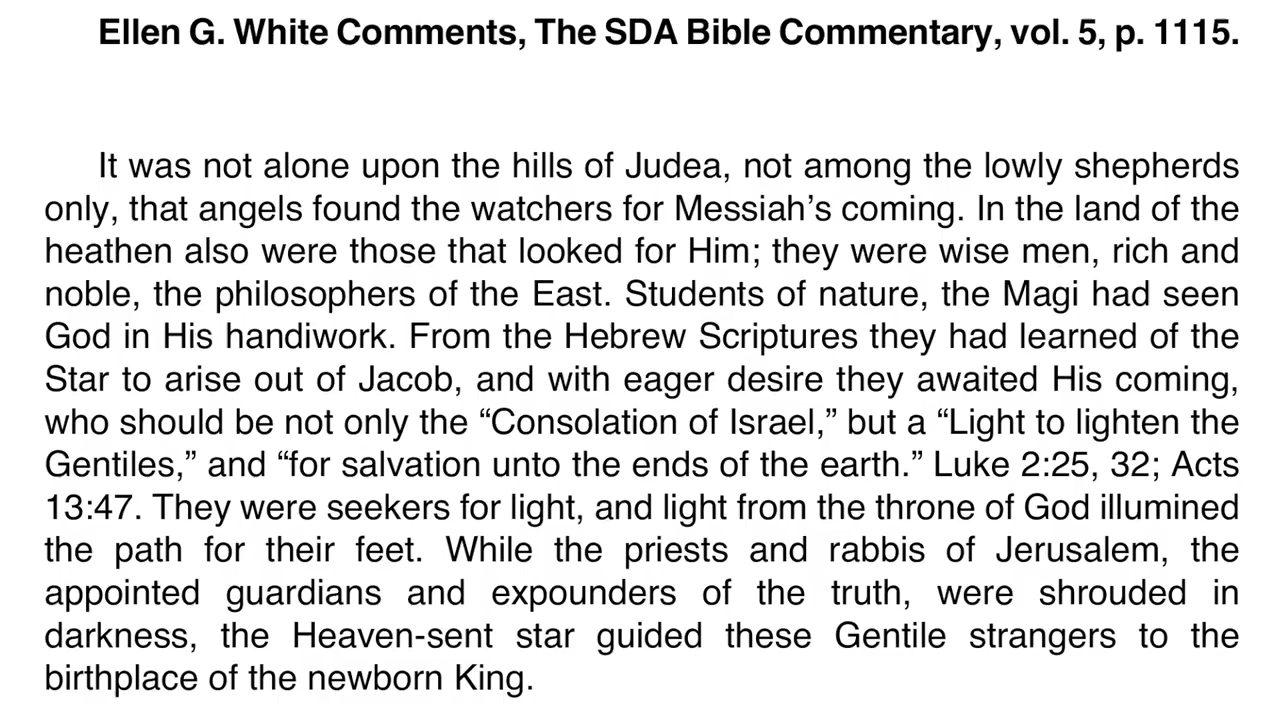 Ellen G. White Comments, The SDA Bible Commentary, vol. 5, p. 1115.
It was not alone upon the hills of Judea, not among the lowly shepherds
only, that angels found the watchers for Messiah’s coming. In the land of the
heathen also were those that looked for Him; they were wise men, rich and
noble, the philosophers of the East. Students of nature, the Magi had seen
God in His handiwork. From the Hebrew Scriptures they had learned of the
Star to arise out of Jacob, and with eager desire they awaited His coming,
who should be not only the “Consolation of Israel,” but a “Light to lighten the
Gentiles,” and “for salvation unto the ends of the earth.” Luke 2:25, 32; Acts
13:47. They were seekers for light, and light from the throne of God illumined
the path for their feet. While the priests and rabbis of Jerusalem, the
appointed guardians and expounders of the truth, were shrouded in
darkness, the Heaven-sent star guided these Gentile strangers to the
birthplace of the newborn King.